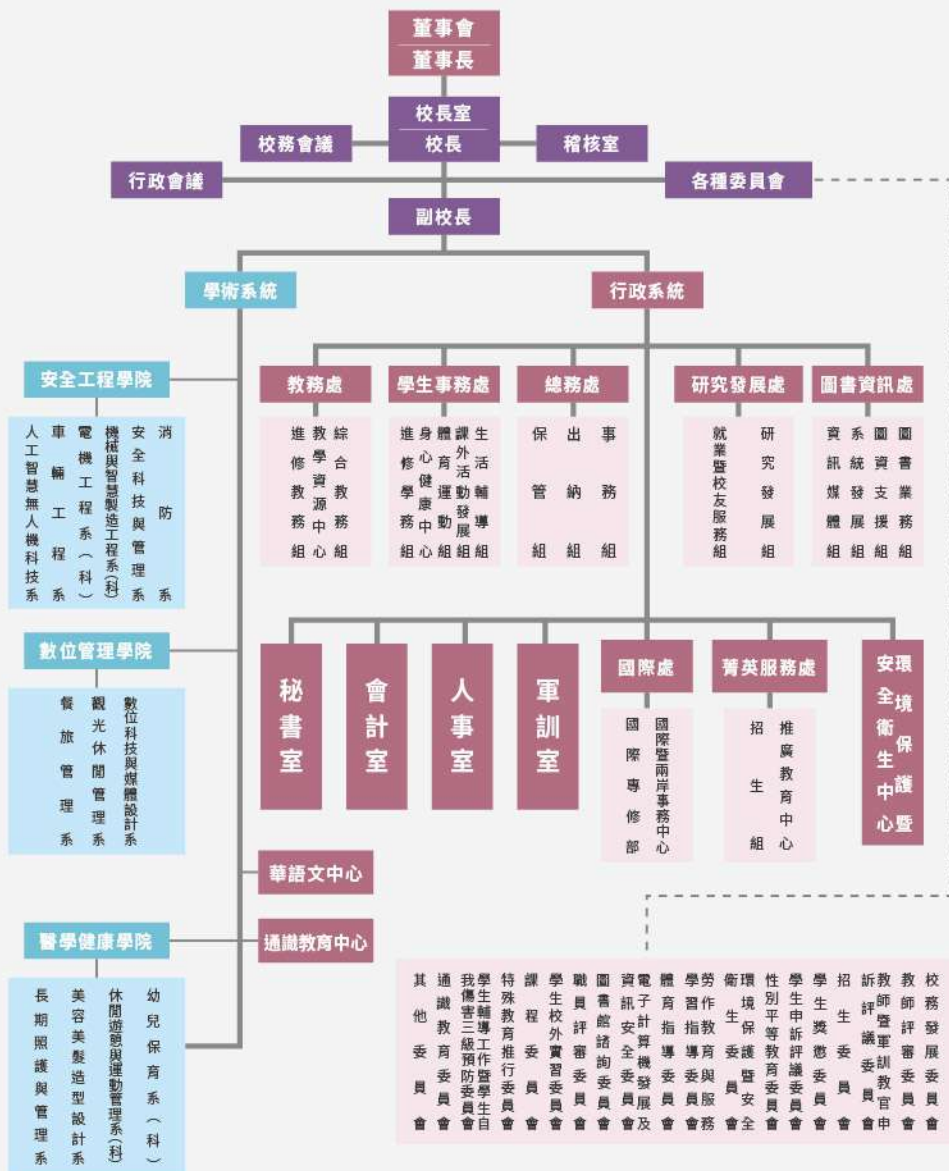 董事會
董事長
校長室
校長
校務會議
稽核室
行政會議
各種委員會
副校長
學術系統
行政系統
安全工程學院
消防系
安全科技與管理系
機械與智慧製造工程系(科)
電機工程系(科)
車輛工程系
人工智慧無人機科技系
數位管理學院
數位科技與媒體設計系
觀光休閒管理系
餐旅管理系
華語文中心
通識教育中心
醫學健康學院
幼兒保育系(科)
休閒遊憩與運動管理系(科)
美容美髮造型設計系
長期照護與管理系
教務處
綜合教務組
教學資源中心
進修教務組
學生事務處
生活輔導組
課外活動發展組
體育運動組
身心健康中心
進修學務組
總務處
事務組
出納組
保管組
研究發展處
研究發展組
就業暨校友服務組
圖書資訊處
圖書業務組
圖資支援組
系統發展組
資訊媒體組
秘書室
會計室
人事室
軍訓室
國際處
國際暨兩岸事務中心
國際專修部
菁英服務處
推廣教育中心
招生組
環境保護暨
安全衛生中心
校務發展委員會
教師評審委員會
教師暨軍訓教官申
訴評議委員會
招生委員會
學生獎懲委員會
學生申訴評議委員會
性別平等教育委員會
環境保護暨安全
衛生委員會
勞作教育與服務
學習指導委員會
體育指導委員會
電子計算機發展及
資訊安全委員會
圖書館諮詢委員會
職員評審委員會
學生校外實習委員會
課程委員會
特殊教育推行委員會
學生輔導工作暨學生自
我傷害三級預防委員會
通識教育委員會
其他委員會